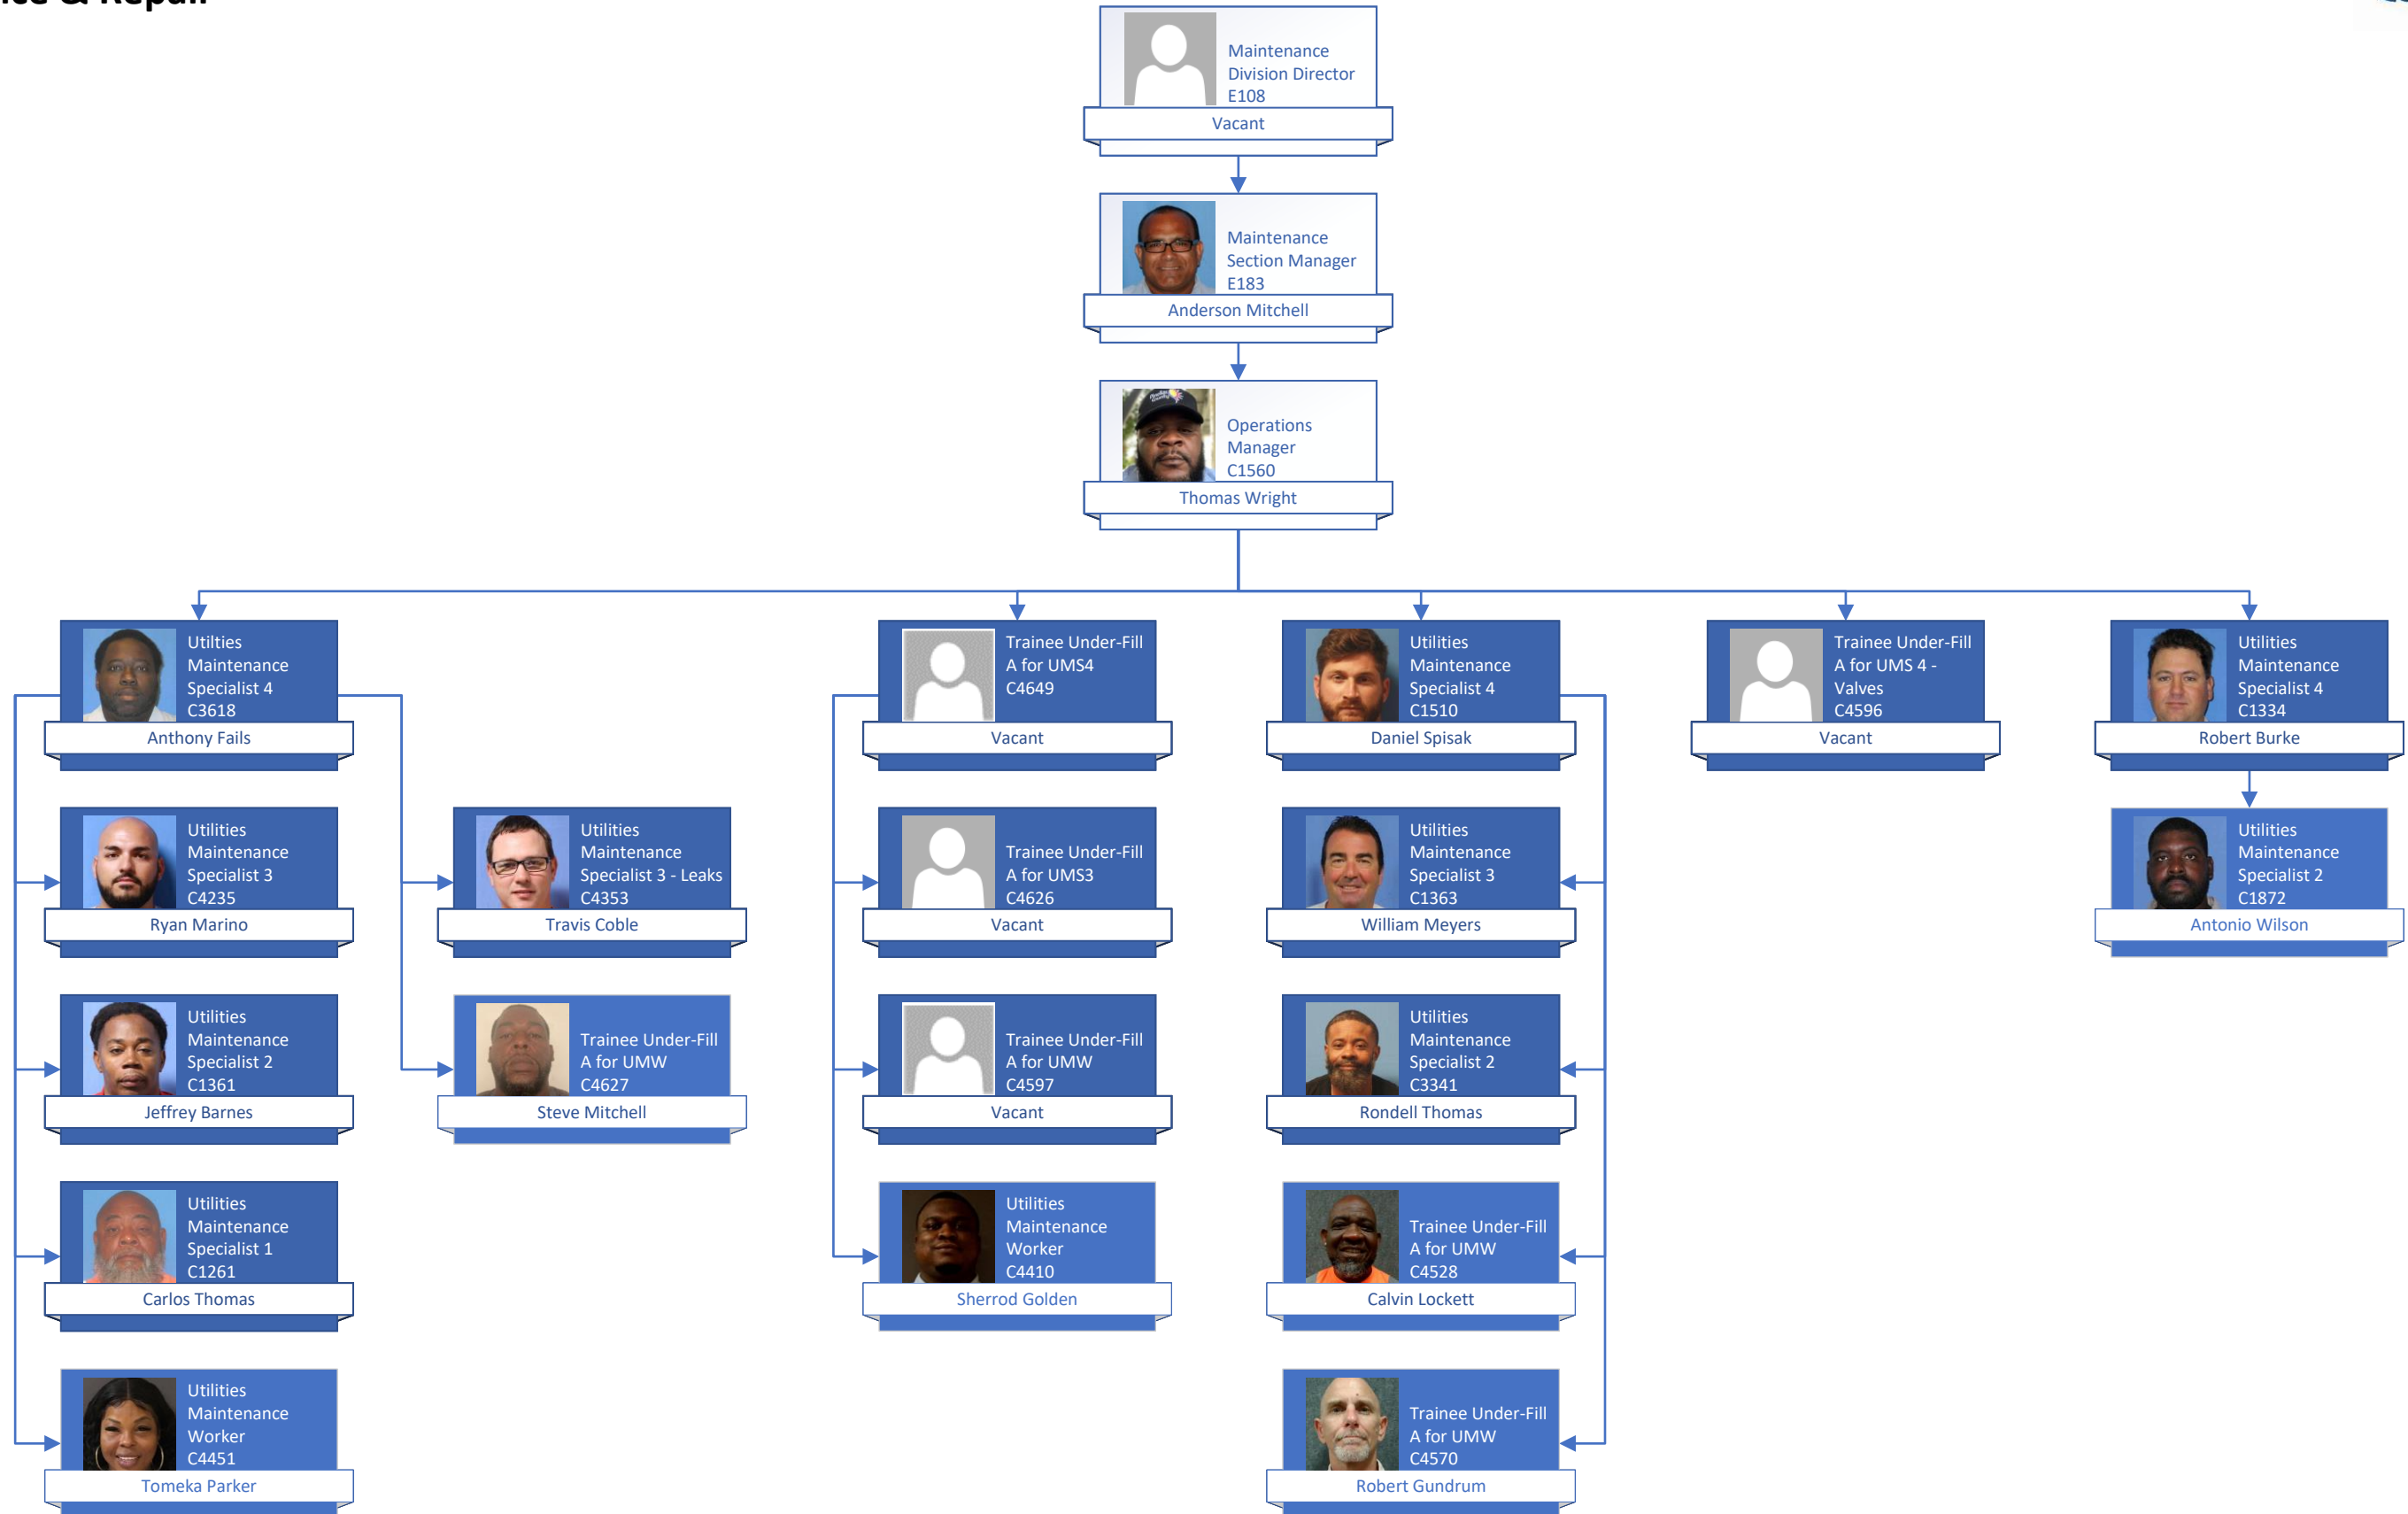 & Repair
Maintenance
Division Director
E108
Vacant
Maintenance
Section Manager
E183
Anderson Mitchell
Operations
Manager
C1560
Thomas Wright
Utilties
Maintenance
Specialist 4
C3618
Anthony Fails
Trainee Under-Fill
A for UMS4
C4649
Vacant
Utilities
Maintenance
Specialist 4
C1510
Daniel Spisak
Trainee Under-Fill
A for UMS 4 -
Valves
C4596
Vacant
Utilities
Maintenance
Specialist 4
C1334
Robert Burke
Utilities
Maintenance
Specialist 3
C4235
Ryan Marino
Utilities
Maintenance
Specialist 3 - Leaks
C4353
Travis Coble
Trainee Under-Fill
A for UMS3
C4626
Vacant
Utilities
Maintenance
Specialist 3
C1363
William Meyers
Utilities
Maintenance
Specialist 2
C1872
Antonio Wilson
Utilities
Maintenance
Specialist 2
C1361
Jeffrey Barnes
Trainee Under-Fill
A for UMW
C4627
Steve Mitchell
Trainee Under-Fill
A for UMW
C4597
Vacant
Utilities
Maintenance
Specialist 2
C3341
Rondell Thomas
Utilities
Maintenance
Specialist 1
C1261
Carlos Thomas
Utilities
Maintenance
Worker
C4410
Sherrod Golden
Trainee Under-Fill
A for UMW
C4528
Calvin Lockett
Utilities
Maintenance
Worker
C4451
Tomeka Parker
Trainee Under-Fill
A for UMW
C4570
Robert Gundrum